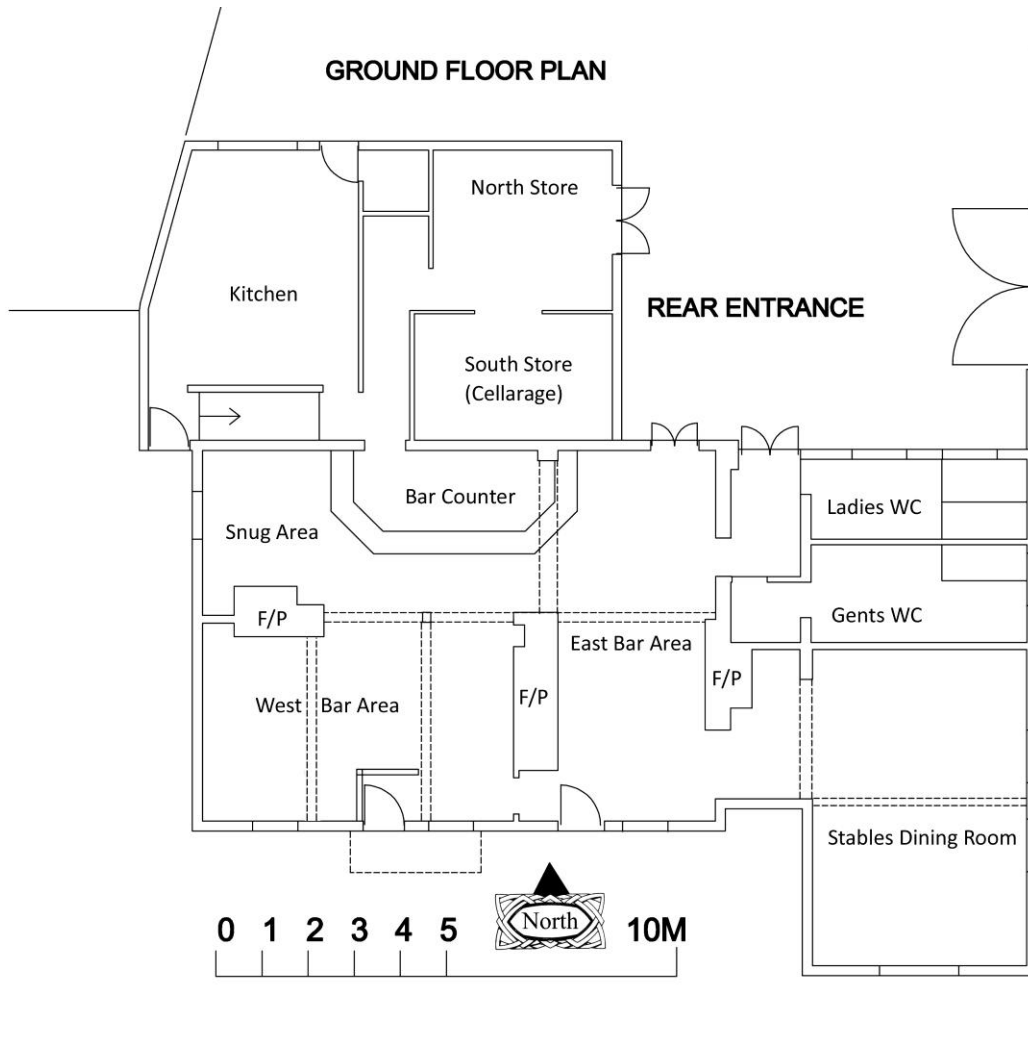 GROUND FLOOR PLAN
North Store
Kitchen
REAR ENTRANCE
South Store
(Cellarage)
Bar Counter
Ladies WC
Snug Area
F/P
Gents WC
East Bar Area
F/P
F/P
West Bar Area
Stables Dining Room
North
0 1 2 3 4 5 10M